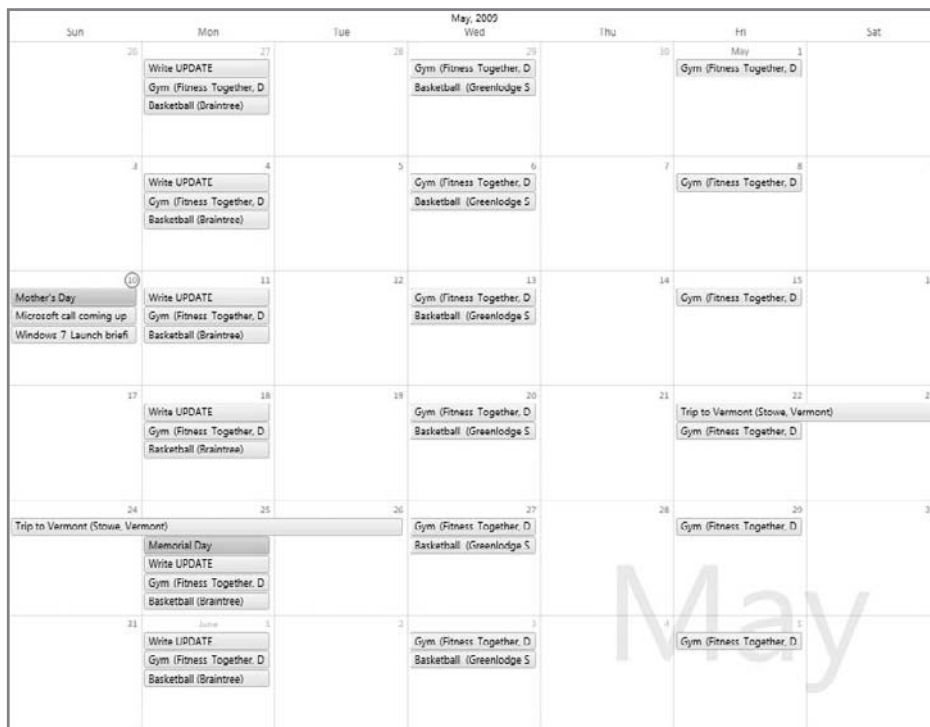 May, 2009
Sun Mon Tue Wed Thu Fri Sat
26 27 28 29 30 May 1
Write UPDATE Gym (Fitness Together, D Gym (Fitness Together, D
Gym (Fitness Together, D Basketball (Greenlodge S
Basketball (Braintree)
3 4 5 6 7 8
Write UPDATE Gym (Fitness Together, D Gym (Fitness Together, D
Gym (Fitness Together, D Basketball (Greenlodge S
Basketball (Braintree)
10 11 12 13 14 15 1
Mother's Day Write UPDATE Gym (Fitness Together, D Gym (Fitness Together, D
Microsoft call coming up Gym (Fitness Together, D Basketball (Greenlodge S
Windows 7 Launch briefi Basketball (Braintree)
17 18 19 20 21 22 2
Write UPDATE Gym (Fitness Together, D Trip to Vermont (Stowe, Vermont)
Gym (Fitness Together, D Basketball (Greenlodge S Gym (Fitness Together, D
Basketball (Braintree)
24 25 26 27 28 29 3
Trip to Vermont (Stowe, Vermont) Gym (Fitness Together, D Gym (Fitness Together, D
Memorial Day Basketball (Greenlodge S
Write UPDATE
Gym (Fitness Together, D
Basketball (Braintree)
May
31 June 1 2 3 4
Write UPDATE Gym (Fitness Together, D Gym (Fitness Together, D
Gym (Fitness Together, D Basketball (Greenlodge S
Basketball (Braintree)